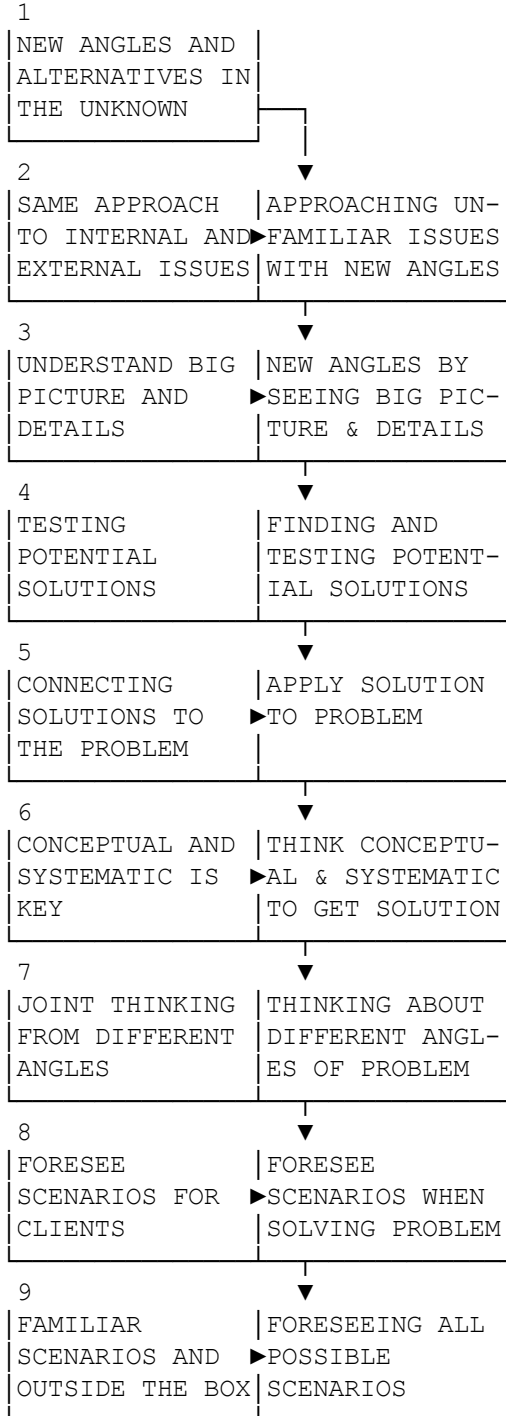 1
NEW ANGLES AND
ALTERNATIVES IN
THE UNKNOWN
2
SAME APPROACH
TO INTERNAL AND
EXTERNAL ISSUES
APPROACHING UN-
FAMILIAR ISSUES
WITH NEW ANGLES
3
UNDERSTAND BIG
PICTURE AND
DETAILS
NEW ANGLES BY
SEEING BIG PIC-
TURE & DETAILS
4
TESTING
POTENTIAL
SOLUTIONS
FINDING AND
TESTING POTENT-
IAL SOLUTIONS
5
CONNECTING
SOLUTIONS TO
THE PROBLEM
APPLY SOLUTION
TO PROBLEM
6
CONCEPTUAL AND
SYSTEMATIC IS
KEY
THINK CONCEPTU-
AL & SYSTEMATIC
TO GET SOLUTION
7
JOINT THINKING
FROM DIFFERENT
ANGLES
THINKING ABOUT
DIFFERENT ANGL-
ES OF PROBLEM
8
FORESEE
SCENARIOS FOR
CLIENTS
FORESEE
SCENARIOS WHEN
SOLVING PROBLEM
9
FAMILIAR
SCENARIOS AND
OUTSIDE THE BOX
FORESEEING ALL
POSSIBLE
SCENARIOS